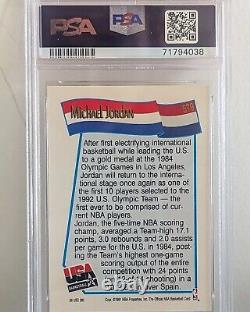 PSA
PSA
71794038
Michael Jordan
After first electrifying international
basketball while leading the U.S.
to a gold medal at the 1984
Olympic Games in Los Angeles,
Jordan will return to the
international stage once again as one of
the first 10 players selected to the
1992 U.S. Olympic Team — the
first ever to be comprised of current
NBA players.
Jordan, the five-time NBA scoring
champ, averaged a Team-high 17.1
points, 3.0 rebounds and 2.0 assists
per game for the U.S. in 1984, posting
the Team's highest one-game
scoring output of the entire
competition with 24 points
shooting) in a
over Spain.
USA
BASKETBALL